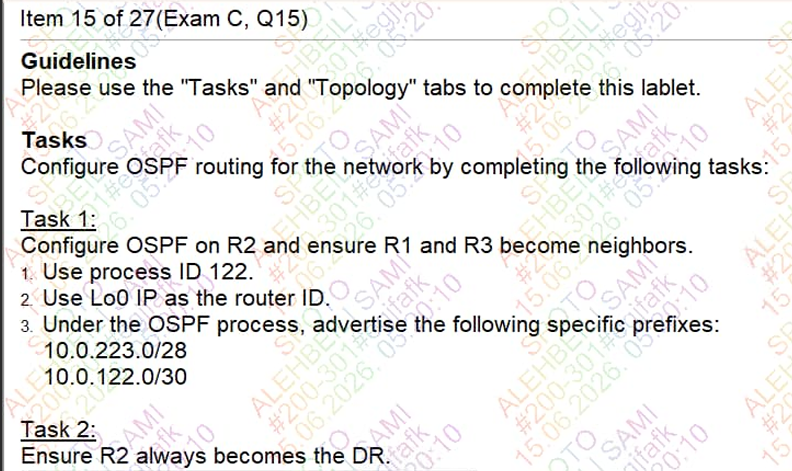 Item 15 of 27(Exam C, Q15)
Guidelines
Please use the "Tasks" and "Topology" tabs to complete this lablet.
Tasks
Configure OSPF routing for the network by completing the following tasks:
Task 1:
Configure OSPF on R2 and ensure R1 and R3 become neighbors.
1. Use process ID 122.
2. Use Lo0 IP as the router ID.
3. Under the OSPF process, advertise the following specific prefixes:
10.0.223.0/28
10.0.122.0/30
Task 2:
Ensure R2 always becomes the DR.